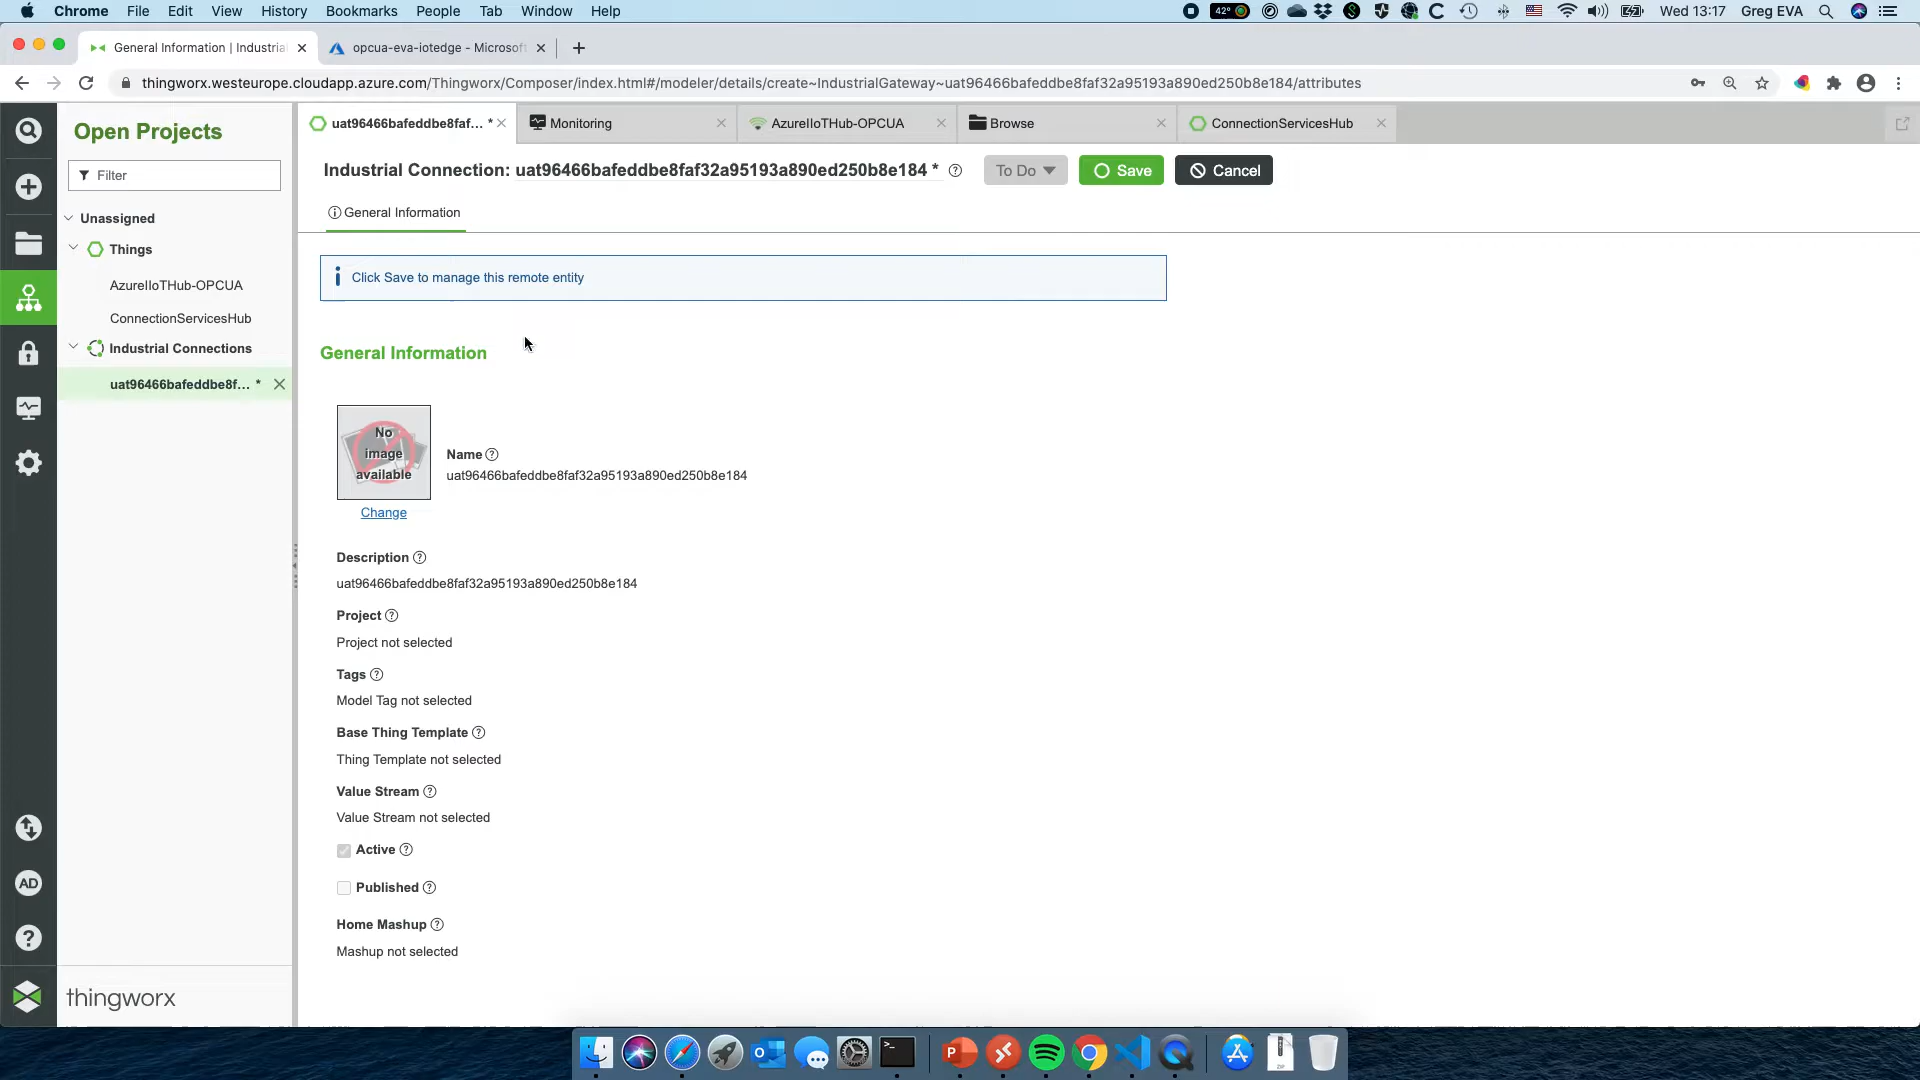 Chrome File Edit View History Bookmarks People Tab Window Help
42° Wed 13:17 Greg EVA
General Information | Industria
opcua-eva-iotedge - Microsoft
thingworx.westeurope.cloudapp.azure.com/Thingworx/Composer/index.html#/modeler/details/create~IndustrialGateway~uat96466bafeddbe8faf32a95193a890ed250b8e184/attributes
Open Projects
Filter
Unassigned
Things
AzureIIoTHub-OPCUA
ConnectionServicesHub
Industrial Connections
uat96466bafeddbe8f... *
AD
thingworx
uat96466bafeddbe8faf... *
Monitoring
AzureIIoTHub-OPCUA
Browse
ConnectionServicesHub
Industrial Connection: uat96466bafeddbe8faf32a95193a890ed250b8e184 *
To Do
Save
Cancel
General Information
Click Save to manage this remote entity
General Information
No
image
available
Change
Name
uat96466bafeddbe8faf32a95193a890ed250b8e184
Description
uat96466bafeddbe8faf32a95193a890ed250b8e184
Project
Project not selected
Tags
Model Tag not selected
Base Thing Template
Thing Template not selected
Value Stream
Value Stream not selected
Active
Published
Home Mashup
Mashup not selected